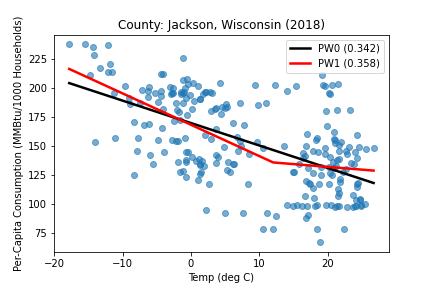 County: Jackson, Wisconsin (2018)
PW0 (0.342)
PW1 (0.358)
Per-Capita Consumption (MMBtu/1000 Households)
225
200
175
150
125
100
75
−20 −10 0 10 20
Temp (deg C)